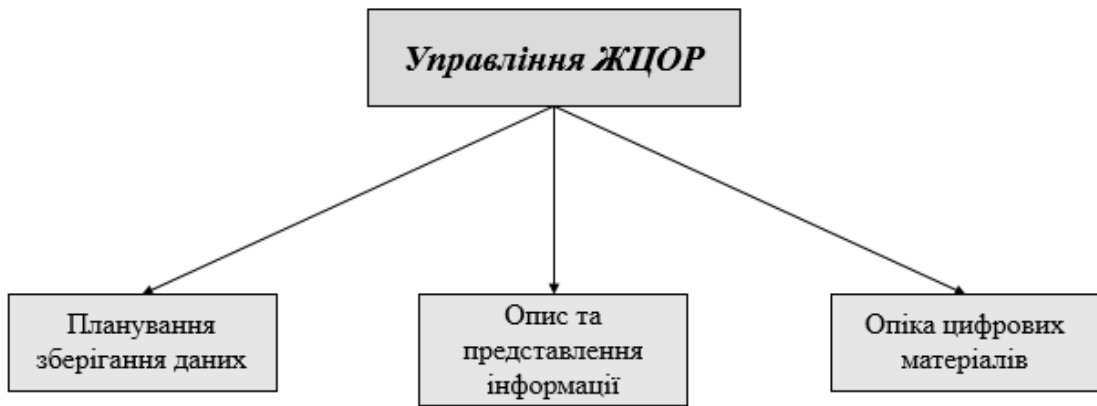 Управління ЖЦОР
Планування
зберігання даних
Опис та
представлення
інформації
Опіка цифрових
матеріалів